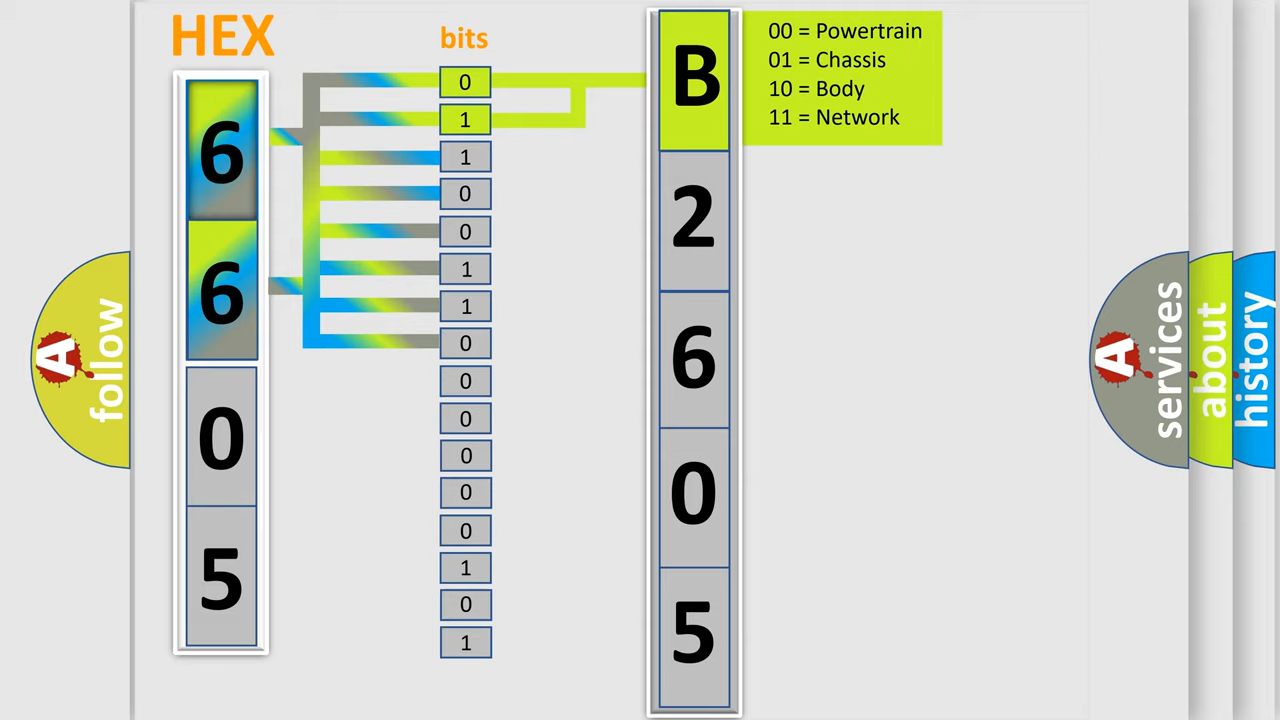 HEX
bits
6
6
0
5
0
1
1
0
0
1
1
0
0
0
0
0
0
1
0
1
B
2
6
0
5
00 = Powertrain
01 = Chassis
10 = Body
11 = Network
A
follow
A
services
about
history